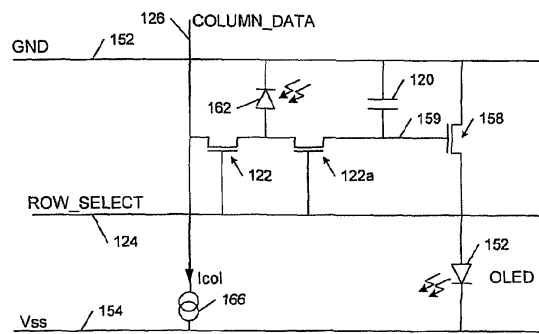 126 COLUMN_DATA
GND 152
162 120
159 158
122 122a
ROW_SELECT
124
152
OLED
Icol
Vss 154 166